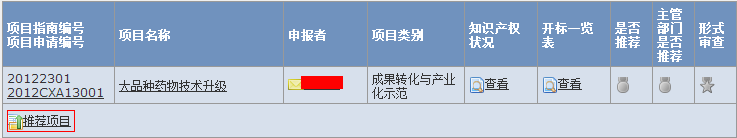 项目指南编号
项目申请编号
项目名称
申报者
项目类别
知识产权
状况
开标一览
表
是否
推荐
主管
部门
是否
推荐
形式
审查
20122301
2012CXA13001
大品种药物技术升级
成果转化与产业
化示范
查看
查看
推荐项目